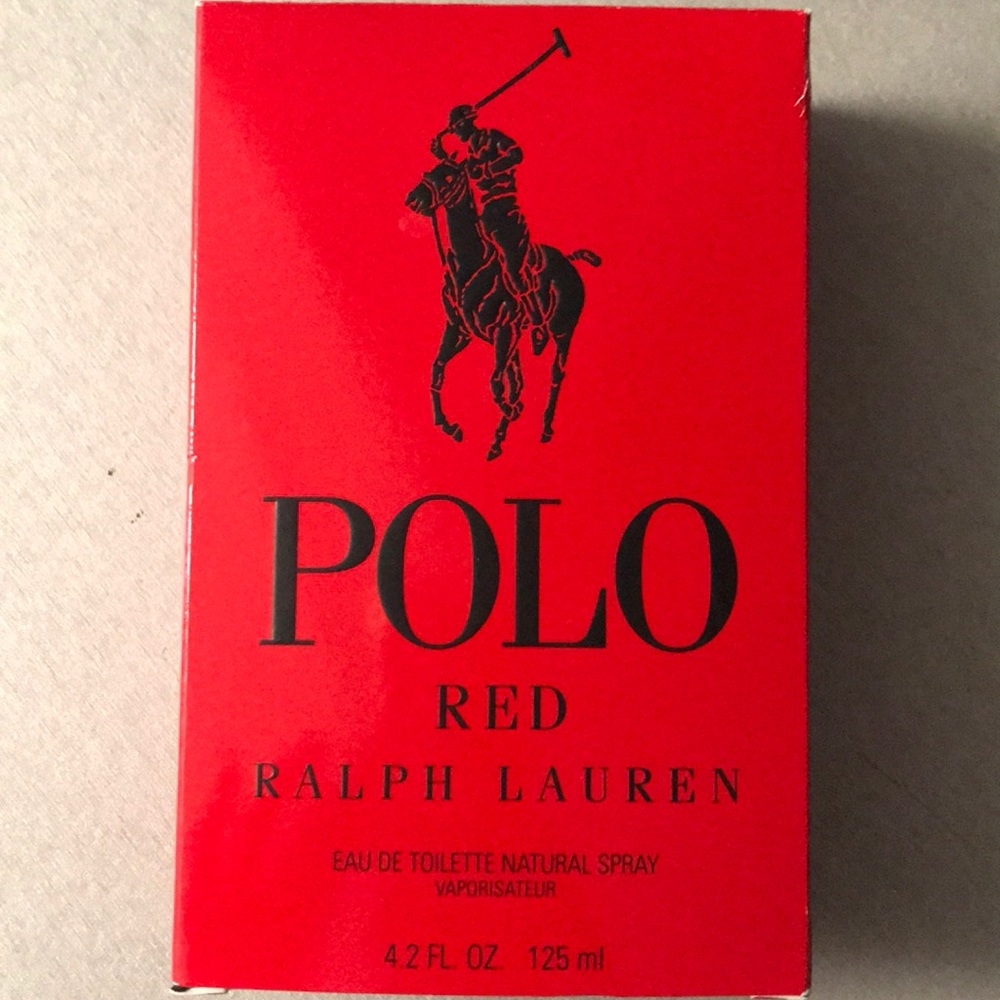 POLO
RED
RALPH LAUREN
EAU DE TOILETTE NATURAL SPRAY
VAPORISATEUR
4.2 FL. OZ. 125 ml